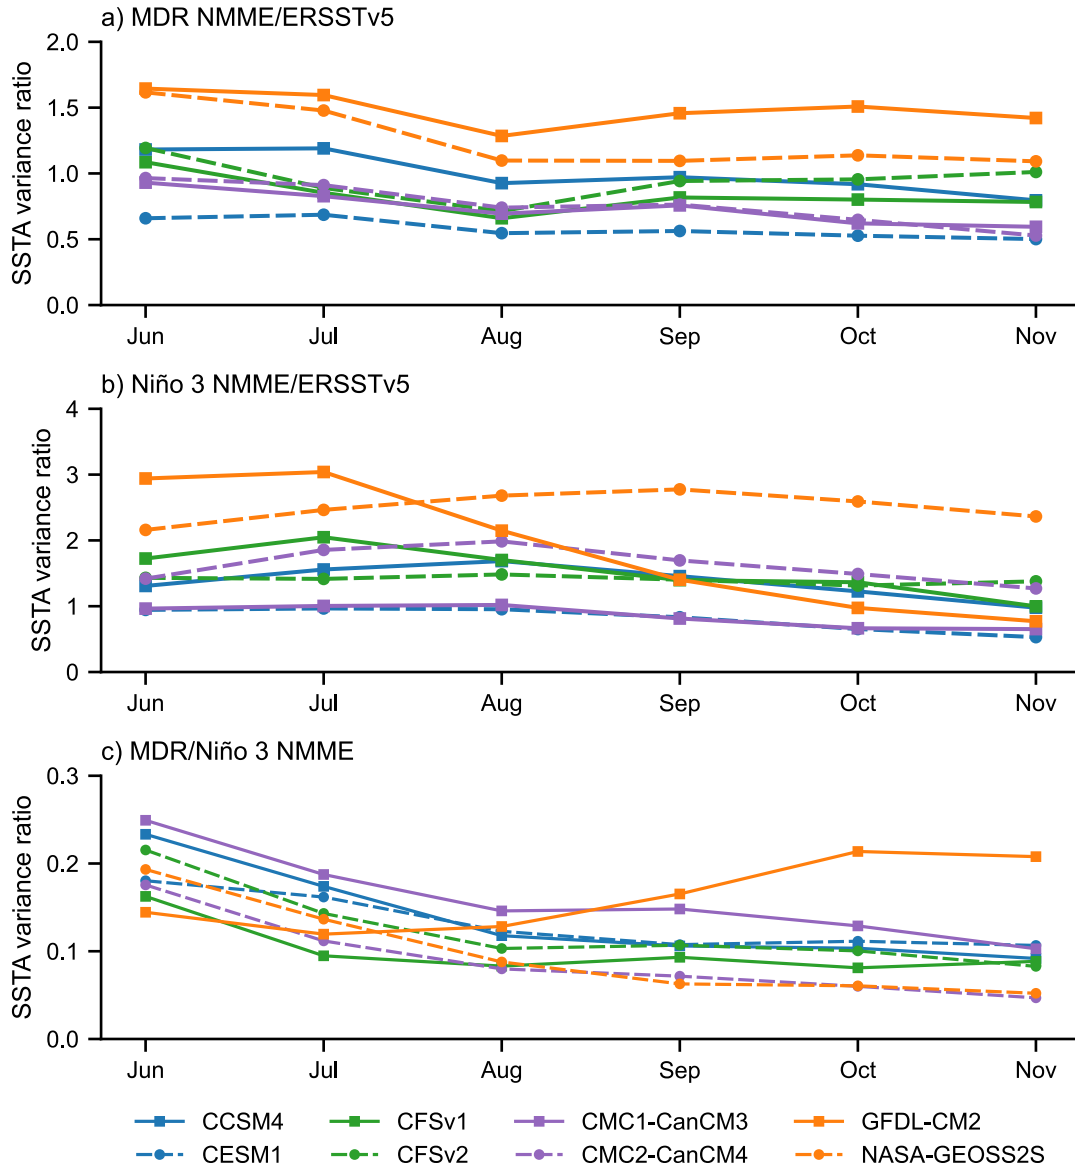 a) MDR NMME/ERSSTv5
SSTA variance ratio
2.0
1.5
1.0
0.5
0.0
Jun Jul Aug Sep Oct Nov
b) Niño 3 NMME/ERSSTv5
SSTA variance ratio
4
3
2
1
0
Jun Jul Aug Sep Oct Nov
c) MDR/Niño 3 NMME
SSTA variance ratio
0.3
0.2
0.1
0.0
Jun Jul Aug Sep Oct Nov
CCSM4 CFSv1 CMC1-CanCM3 GFDL-CM2
CESM1 CFSv2 CMC2-CanCM4 NASA-GEOSS2S